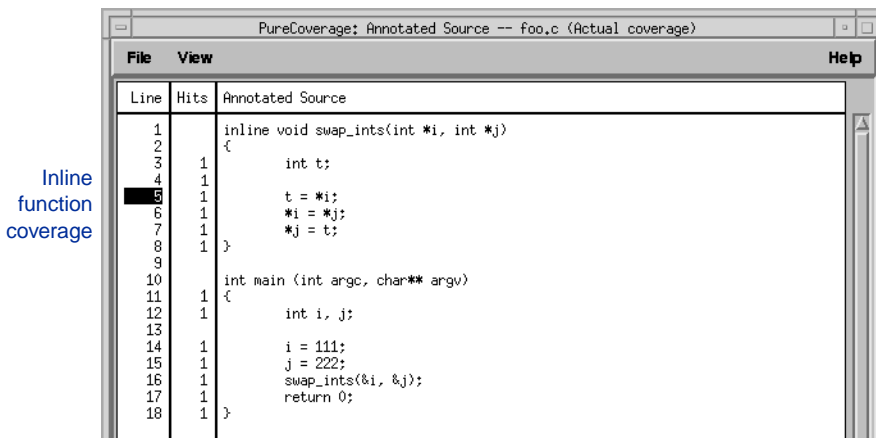 PureCoverage: Annotated Source -- foo.c (Actual coverage)
File View Help
Line Hits Annotated Source
1 inline void swap_ints(int *i, int *j)
2 {
3 1 int t;
4 1
5 1 t = *i;
6 1 *i = *j;
7 1 *j = t;
8 1 }
9
10 int main (int argc, char** argv)
11 1 {
12 1 int i, j;
13
14 1 i = 111;
15 1 j = 222;
16 1 swap_ints(&i, &j);
17 1 return 0;
18 1 }
Inline
function
coverage